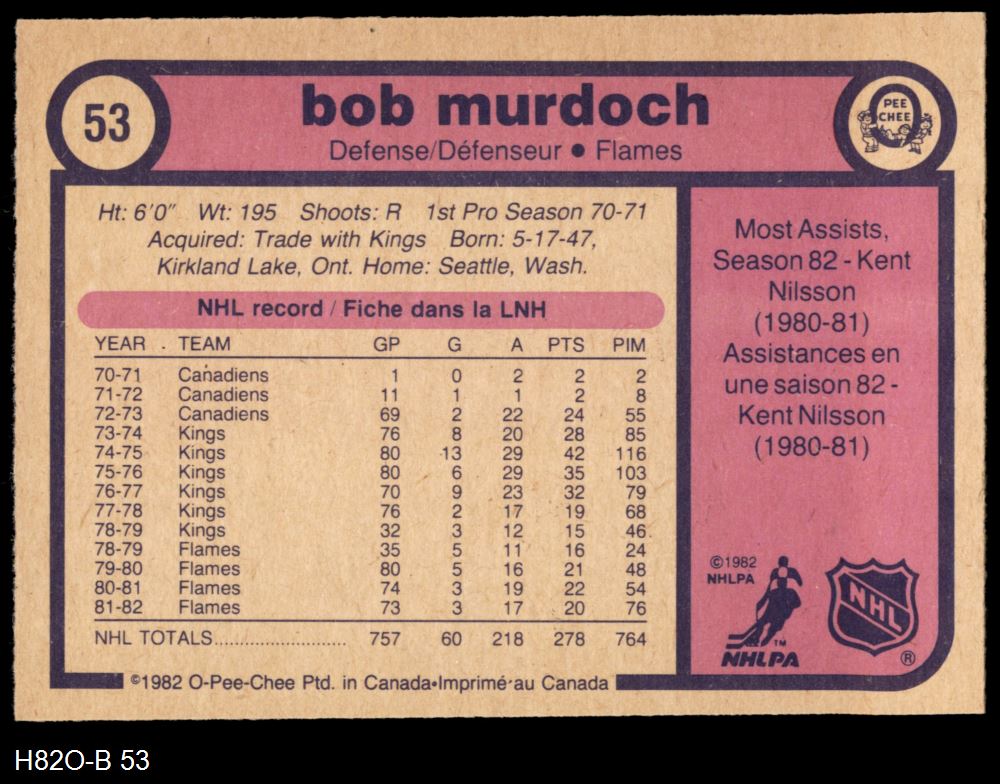 53
bob murdoch
Defense/Défenseur ● Flames
PEE
CHEE
Ht: 6'0" Wt: 195 Shoots: R 1st Pro Season 70-71
Acquired: Trade with Kings Born: 5-17-47,
Kirkland Lake, Ont. Home: Seattle, Wash.
NHL record / Fiche dans la LNH
YEAR TEAM GP G A PTS PIM
70-71 Canadiens 1 0 2 2 2
71-72 Canadiens 11 1 1 2 8
72-73 Canadiens 69 2 22 24 55
73-74 Kings 76 8 20 28 85
74-75 Kings 80 13 29 42 116
75-76 Kings 80 6 29 35 103
76-77 Kings 70 9 23 32 79
77-78 Kings 76 2 17 19 68
78-79 Kings 32 3 12 15 46
78-79 Flames 35 5 11 16 24
79-80 Flames 80 5 16 21 48
80-81 Flames 74 3 19 22 54
81-82 Flames 73 3 17 20 76
NHL TOTALS...................... 757 60 218 278 764
©1982 O-Pee-Chee Ptd. in Canada•Imprimé au Canada
Most Assists,
Season 82 - Kent
Nilsson
(1980-81)
Assistances en
une saison 82 -
Kent Nilsson
(1980-81)
©1982
NHLPA
TM
NHLPA
NHL
®
H82O-B 53